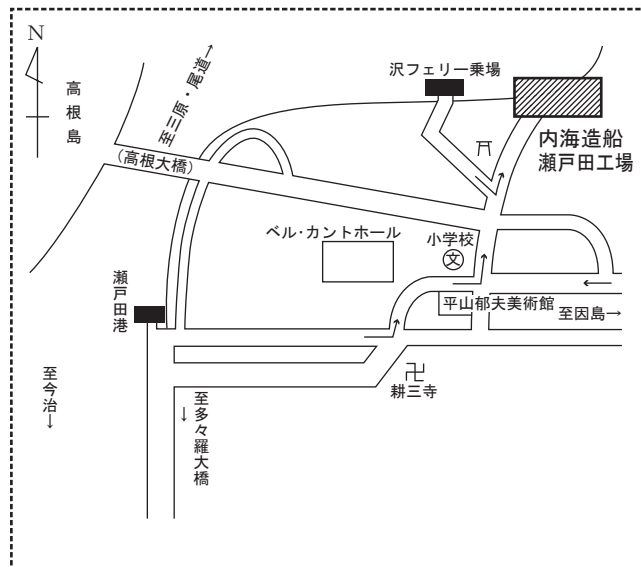 N
高根島
至三原・尾道→
(高根大橋)
沢フェリー乗場
内海造船
瀬戸田工場
ベル・カントホール
小学校
文
平山郁夫美術館
至因島→
瀬戸田港
耕三寺
至今治→
至多々羅大橋→